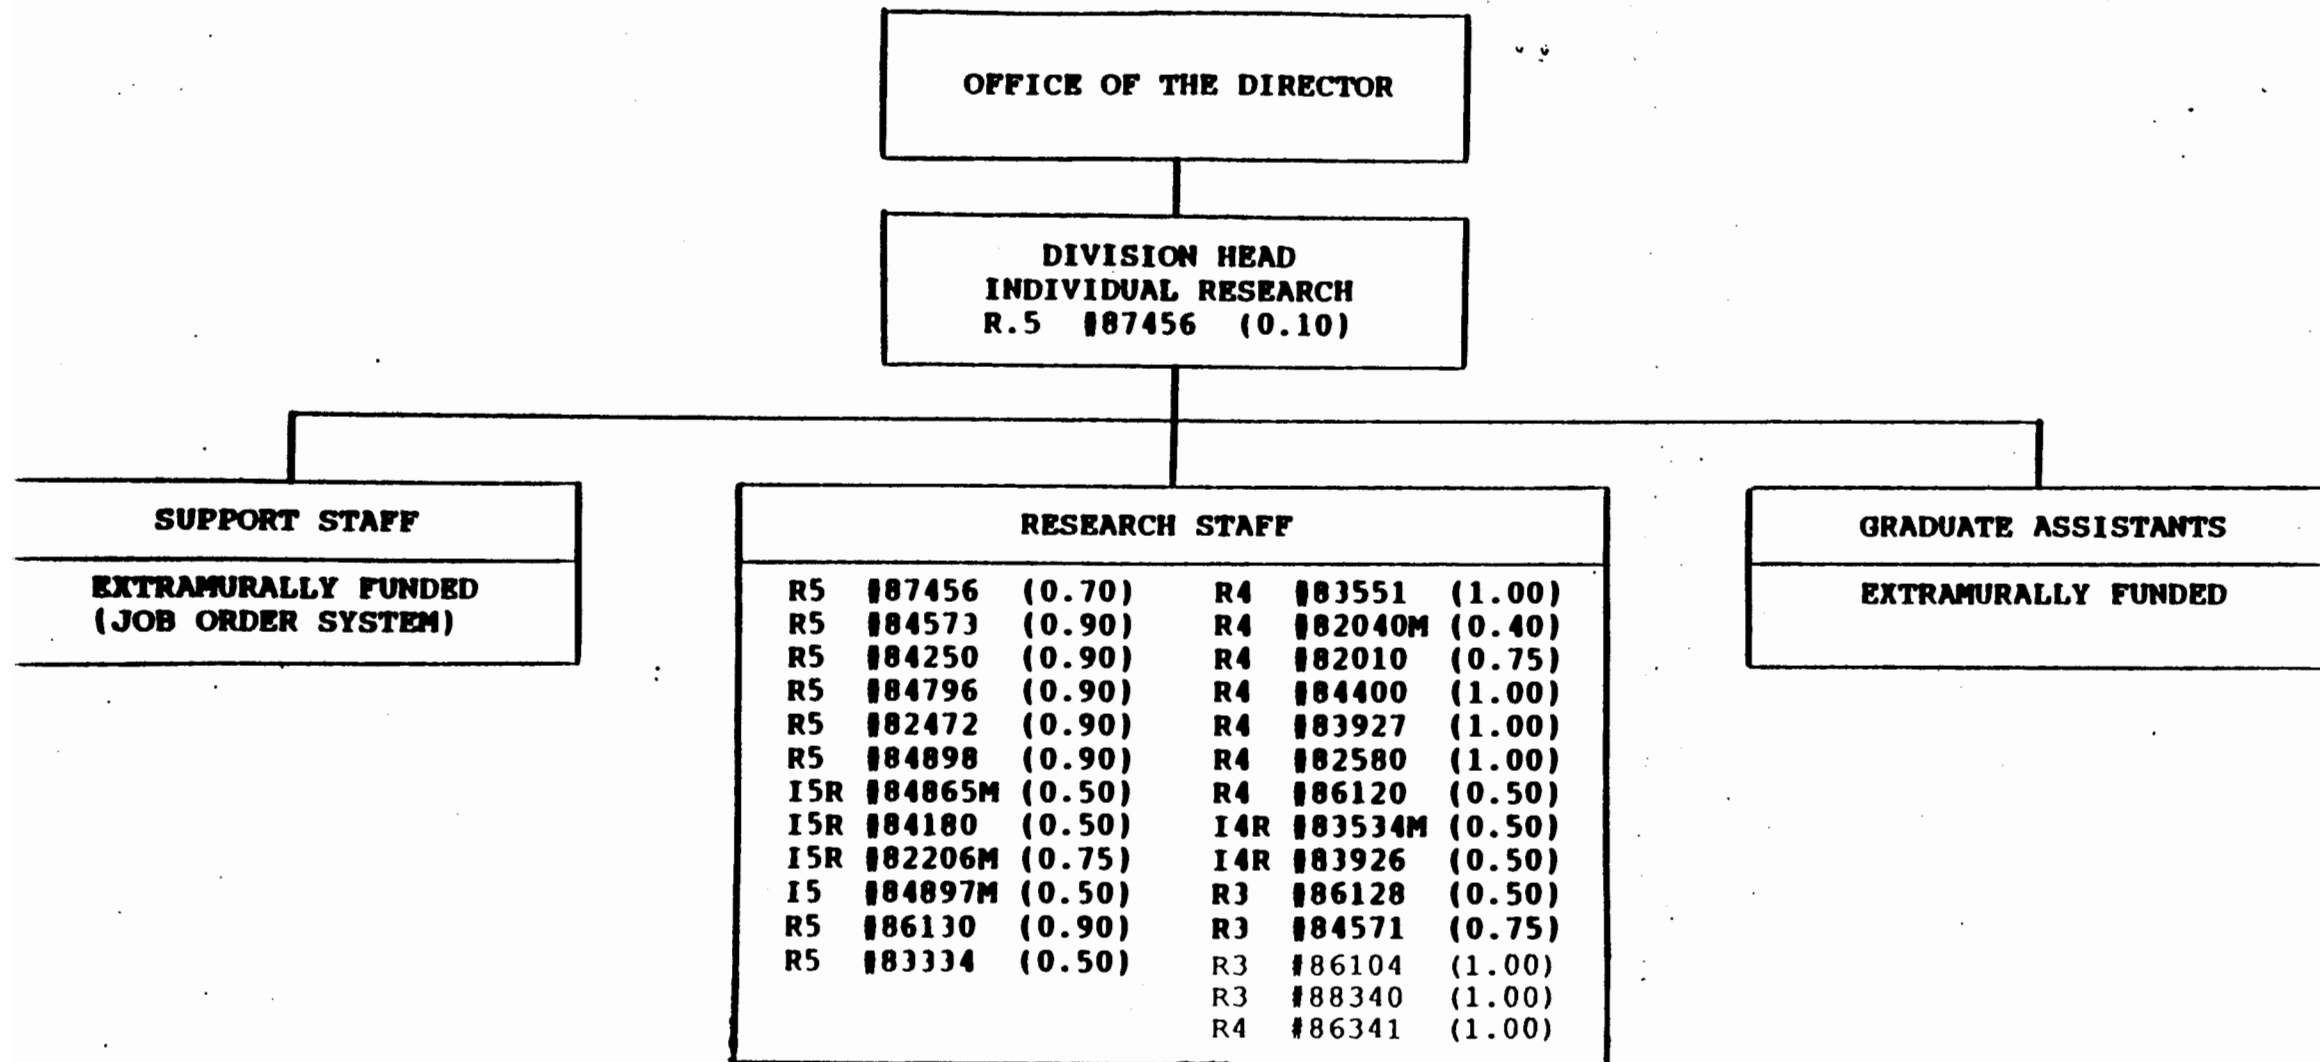 OFFICE OF THE DIRECTOR
DIVISION HEAD
INDIVIDUAL RESEARCH
R.5 #87456 (0.10)
SUPPORT STAFF
EXTRAMURALLY FUNDED
(JOB ORDER SYSTEM)
RESEARCH STAFF
R5 #87456 (0.70) R4 #83551 (1.00)
R5 #84573 (0.90) R4 #82040M (0.40)
R5 #84250 (0.90) R4 #82010 (0.75)
R5 #84796 (0.90) R4 #84400 (1.00)
R5 #82472 (0.90) R4 #83927 (1.00)
R5 #84898 (0.90) R4 #82580 (1.00)
I5R #84865M (0.50) R4 #86120 (0.50)
I5R #84180 (0.50) I4R #83534M (0.50)
I5R #82206M (0.75) I4R #83926 (0.50)
I5 #84897M (0.50) R3 #86128 (0.50)
R5 #86130 (0.90) R3 #84571 (0.75)
R5 #83334 (0.50) R3 #86104 (1.00)
R3 #88340 (1.00)
R4 #86341 (1.00)
GRADUATE ASSISTANTS
EXTRAMURALLY FUNDED